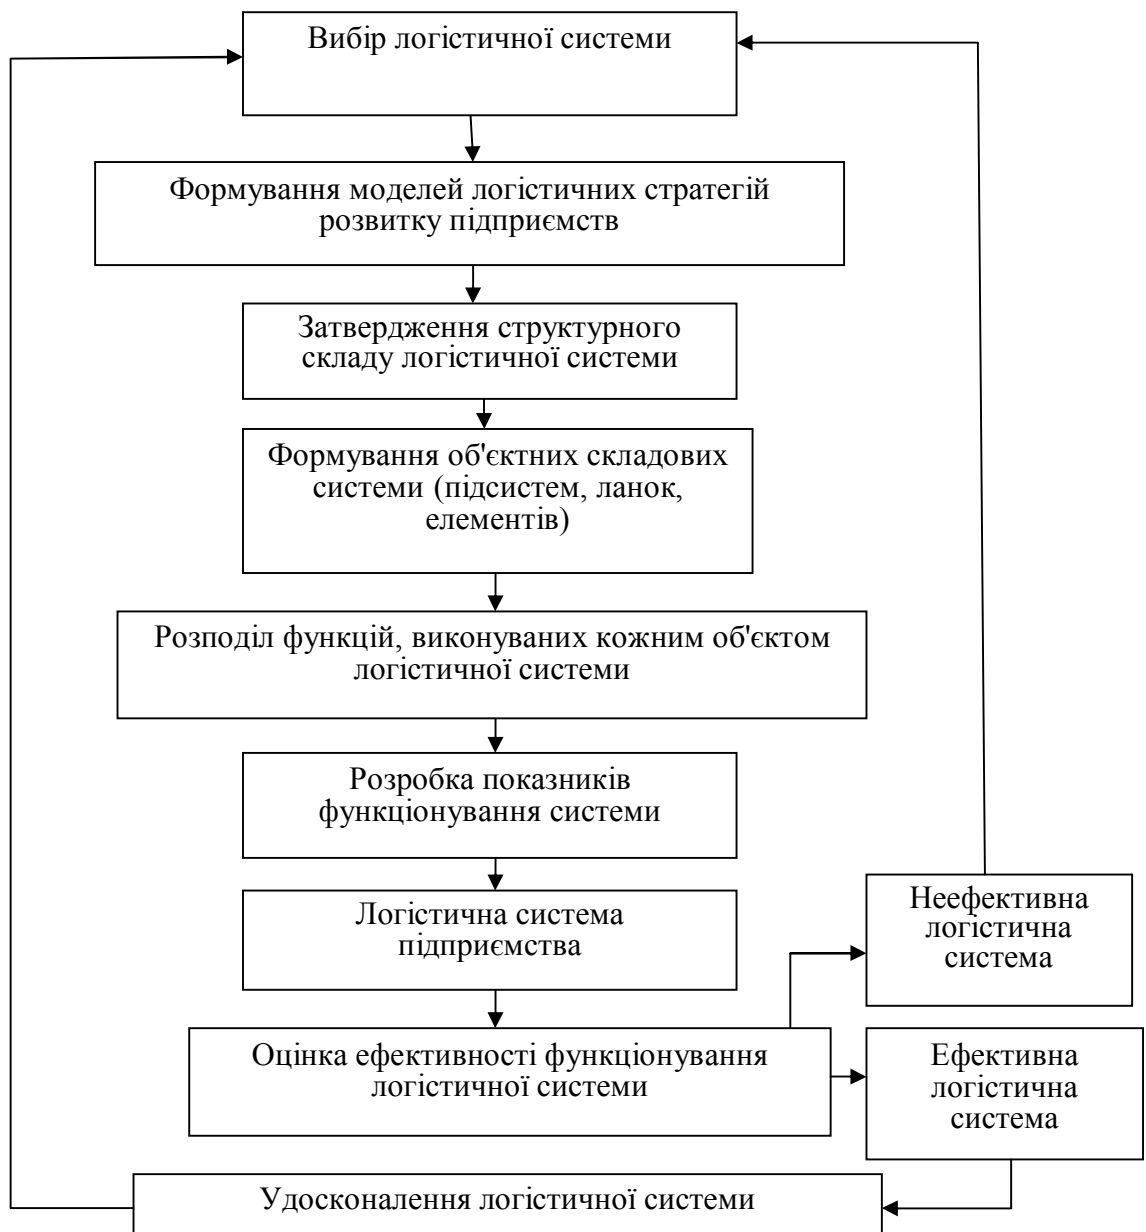 Вибір логістичної системи
Формування моделей логістичних стратегій
розвитку підприємств
Затвердження структурного
складу логістичної системи
Формування об'єктних складових
системи (підсистем, ланок,
елементів)
Розподіл функцій, виконуваних кожним об'єктом
логістичної системи
Розробка показників
функціонування системи
Логістична система
підприємства
Неефективна
логістична
система
Оцінка ефективності функціонування
логістичної системи
Ефективна
логістична
система
Удосконалення логістичної системи